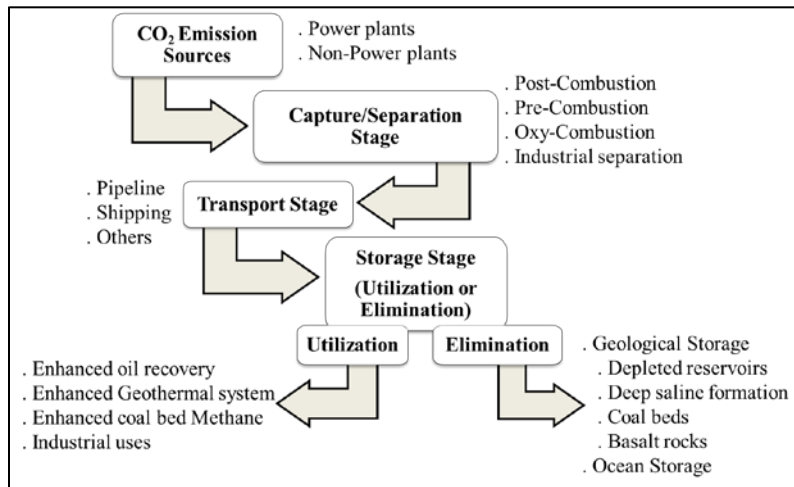 CO₂ Emission
Sources
. Power plants
. Non-Power plants
Capture/Separation
Stage
. Post-Combustion
. Pre-Combustion
. Oxy-Combustion
. Industrial separation
. Pipeline
. Shipping
. Others
Transport Stage
Storage Stage
(Utilization or
Elimination)
Utilization
Elimination
. Enhanced oil recovery
. Enhanced Geothermal system
. Enhanced coal bed Methane
. Industrial uses
. Geological Storage
. Depleted reservoirs
. Deep saline formation
. Coal beds
. Basalt rocks
. Ocean Storage